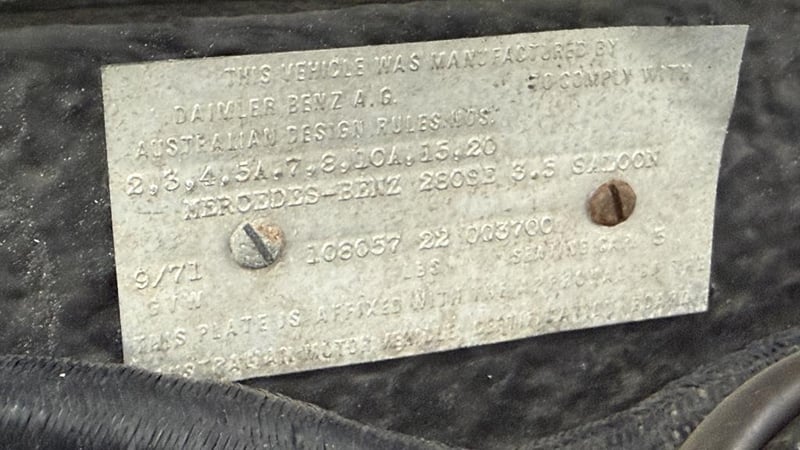 THIS VEHICLE WAS MANUFACTURED BY
DAIMLER BENZ A.G. TO COMPLY WITH
AUSTRALIAN DESIGN RULES NOS.
2,3,4,5A,7,8,10A,15,20
MERCEDES-BENZ 280SE 3.5 SALOON
9/71 108057 22 003700
GVW LBS SEATING CAP. 5
THIS PLATE IS AFFIXED WITH THE APPROVAL OF THE
AUSTRALIAN MOTOR VEHICLE CERTIFICATION BOARD